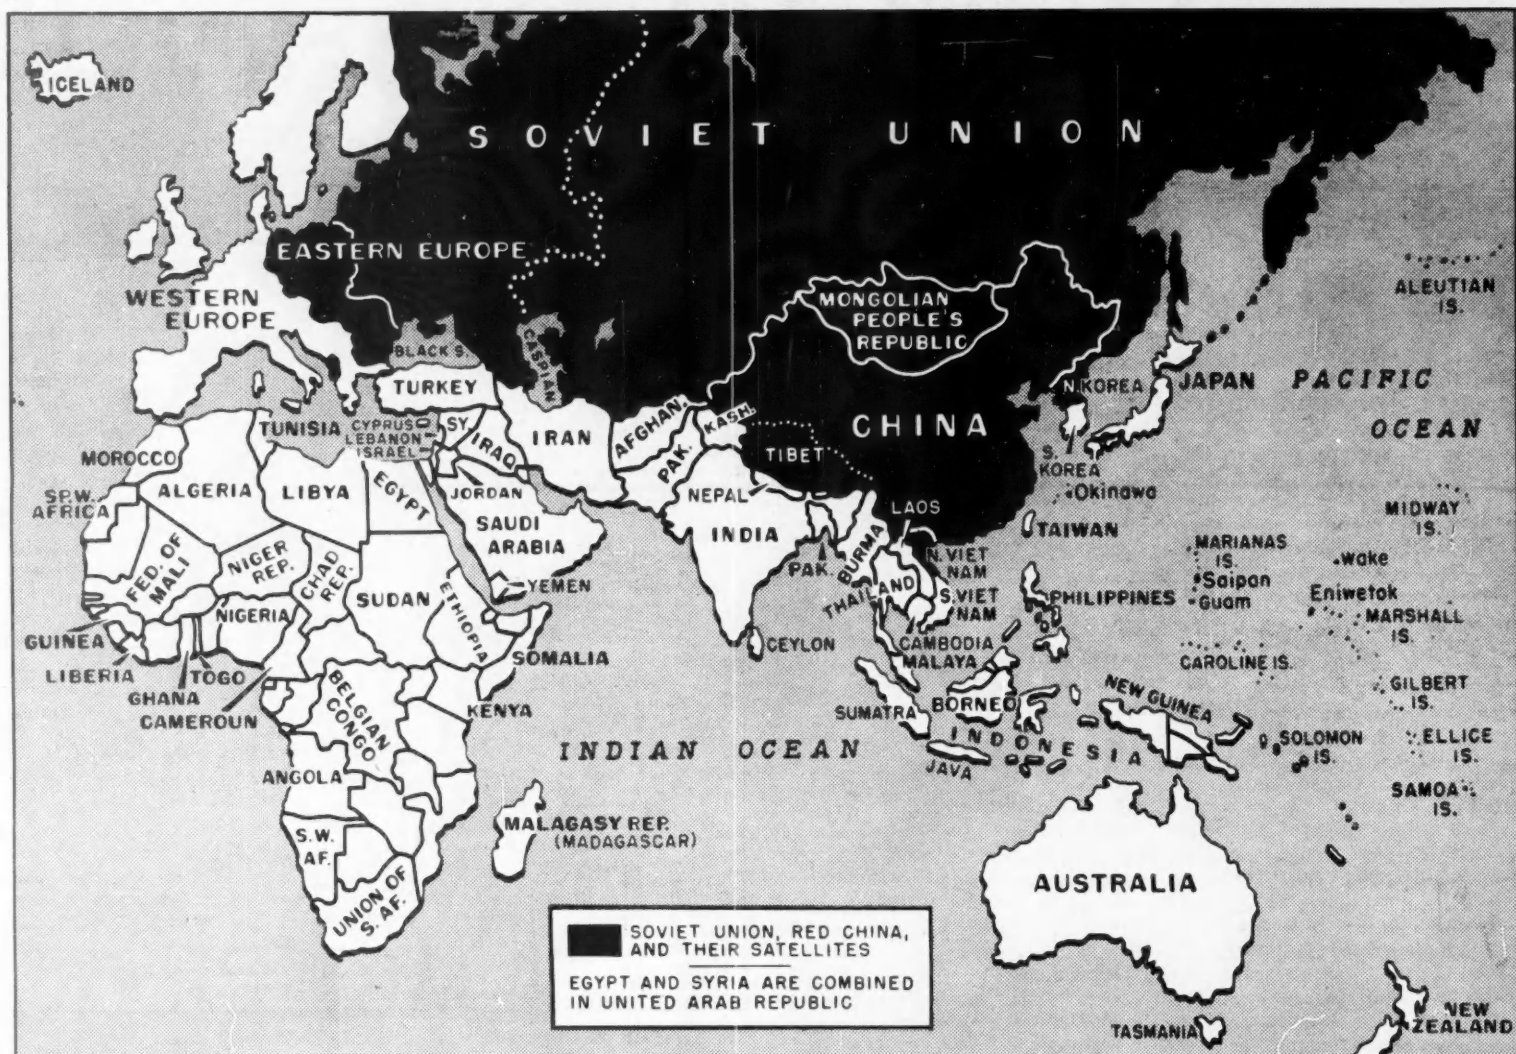 ICELAND
SOVIET UNION
EASTERN EUROPE
WESTERN
EUROPE
MONGOLIAN
PEOPLE'S
REPUBLIC
ALEUTIAN
IS.
BLACK S.
CASPIAN
TURKEY
N. KOREA
JAPAN
PACIFIC
OCEAN
TUNISIA
CYPRUS
LEBANON
ISRAEL
SY.
IRAQ
IRAN
AFGHAN.
KASH.
PAK.
CHINA
TIBET
S.
KOREA
MOROCCO
SP. W.
AFRICA
ALGERIA
LIBYA
EGYPT
JORDAN
SAUDI
ARABIA
NEPAL
INDIA
LAOS
Okinawa
TAIWAN
MIDWAY
IS.
FED. OF
MALI
NIGER
REP.
CHAD
REP.
SUDAN
ETHIOPIA
YEMEN
PAK.
BURMA
N. VIET
NAM
THAILAND
S. VIET
NAM
MARIANAS
IS.
Saipan
Guam
Wake
Eniwetok
MARSHALL
IS.
PHILIPPINES
NIGERIA
GUINEA
LIBERIA
GHANA
TOGO
CAMEROUN
SOMALIA
CEYLON
CAMBODIA
MALAYA
CAROLINE IS.
BELGIAN
CONGO
KENYA
SUMATRA
BORNEO
NEW GUINEA
GILBERT
IS.
INDIAN OCEAN
INDONESIA
JAVA
SOLOMON
IS.
ELLICE
IS.
ANGOLA
SAMOA
IS.
S.W.
AF.
MALAGASY REP.
(MADAGASCAR)
UNION OF
S. AF.
AUSTRALIA
SOVIET UNION, RED CHINA,
AND THEIR SATELLITES
EGYPT AND SYRIA ARE COMBINED
IN UNITED ARAB REPUBLIC
TASMANIA
NEW
ZEALAND